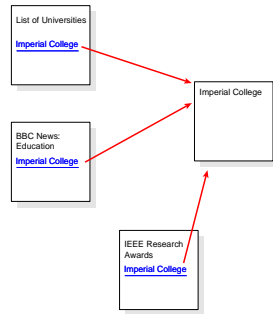 List of Universities
Imperial College
Imperial College
BBC News:
Education
Imperial College
IEEE Research
Awards
Imperial College